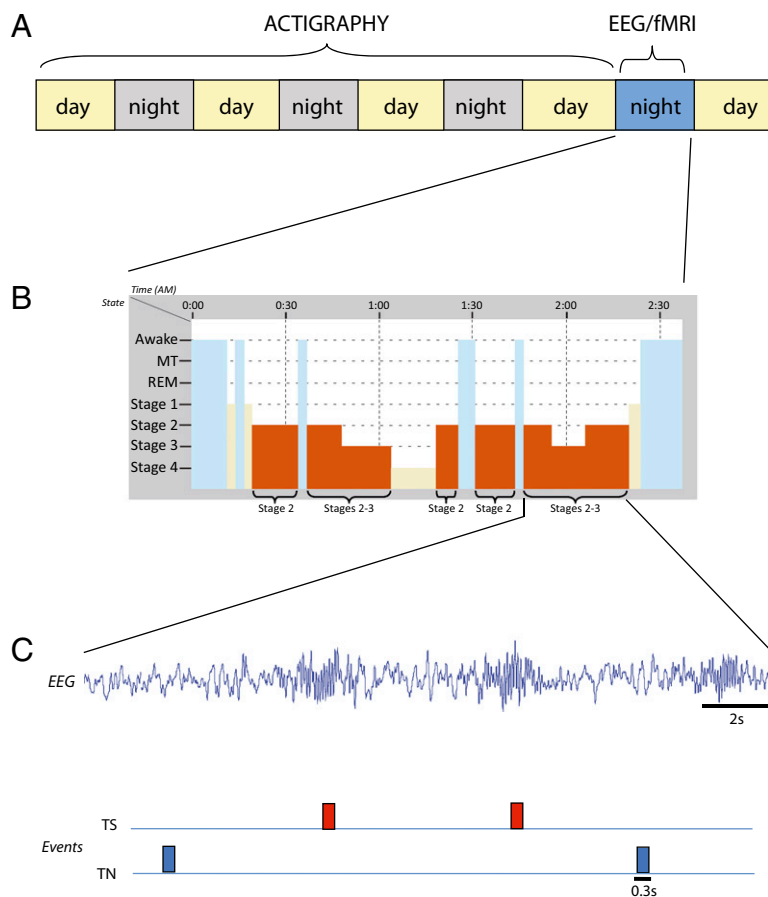 A
ACTIGRAPHY
EEG/fMRI
day night day night day night day night day
B
Time (AM)
State
0:00 0:30 1:00 1:30 2:00 2:30
Awake
MT
REM
Stage 1
Stage 2
Stage 3
Stage 4
Stage 2 Stages 2-3 Stage 2 Stage 2 Stages 2-3
C
EEG
2s
TS
Events
TN
0.3s